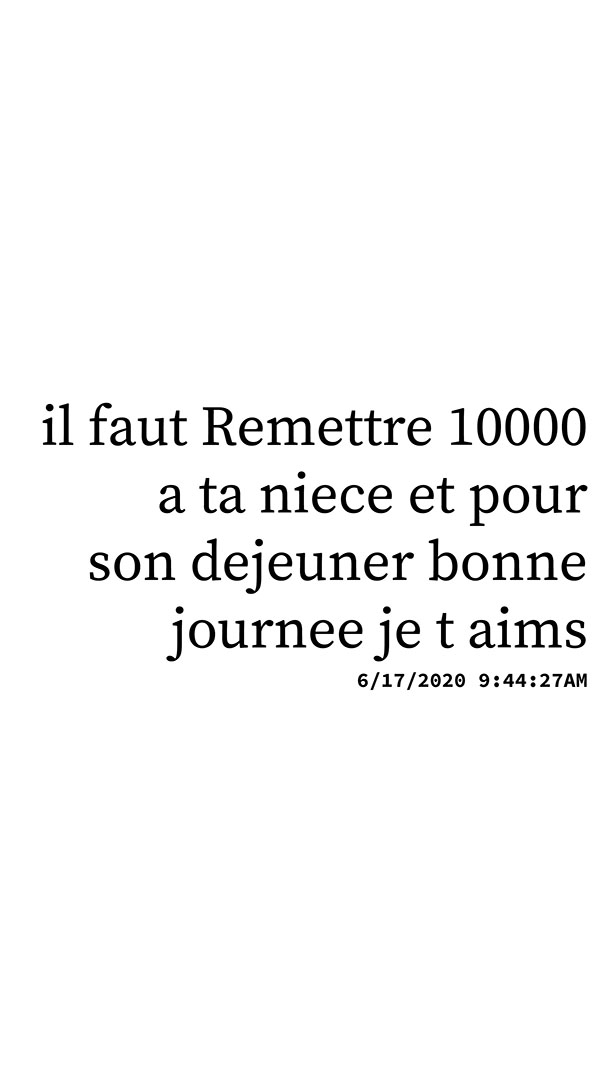 il faut Remettre 10000
a ta niece et pour
son dejeuner bonne
journee je t aims
6/17/2020 9:44:27AM